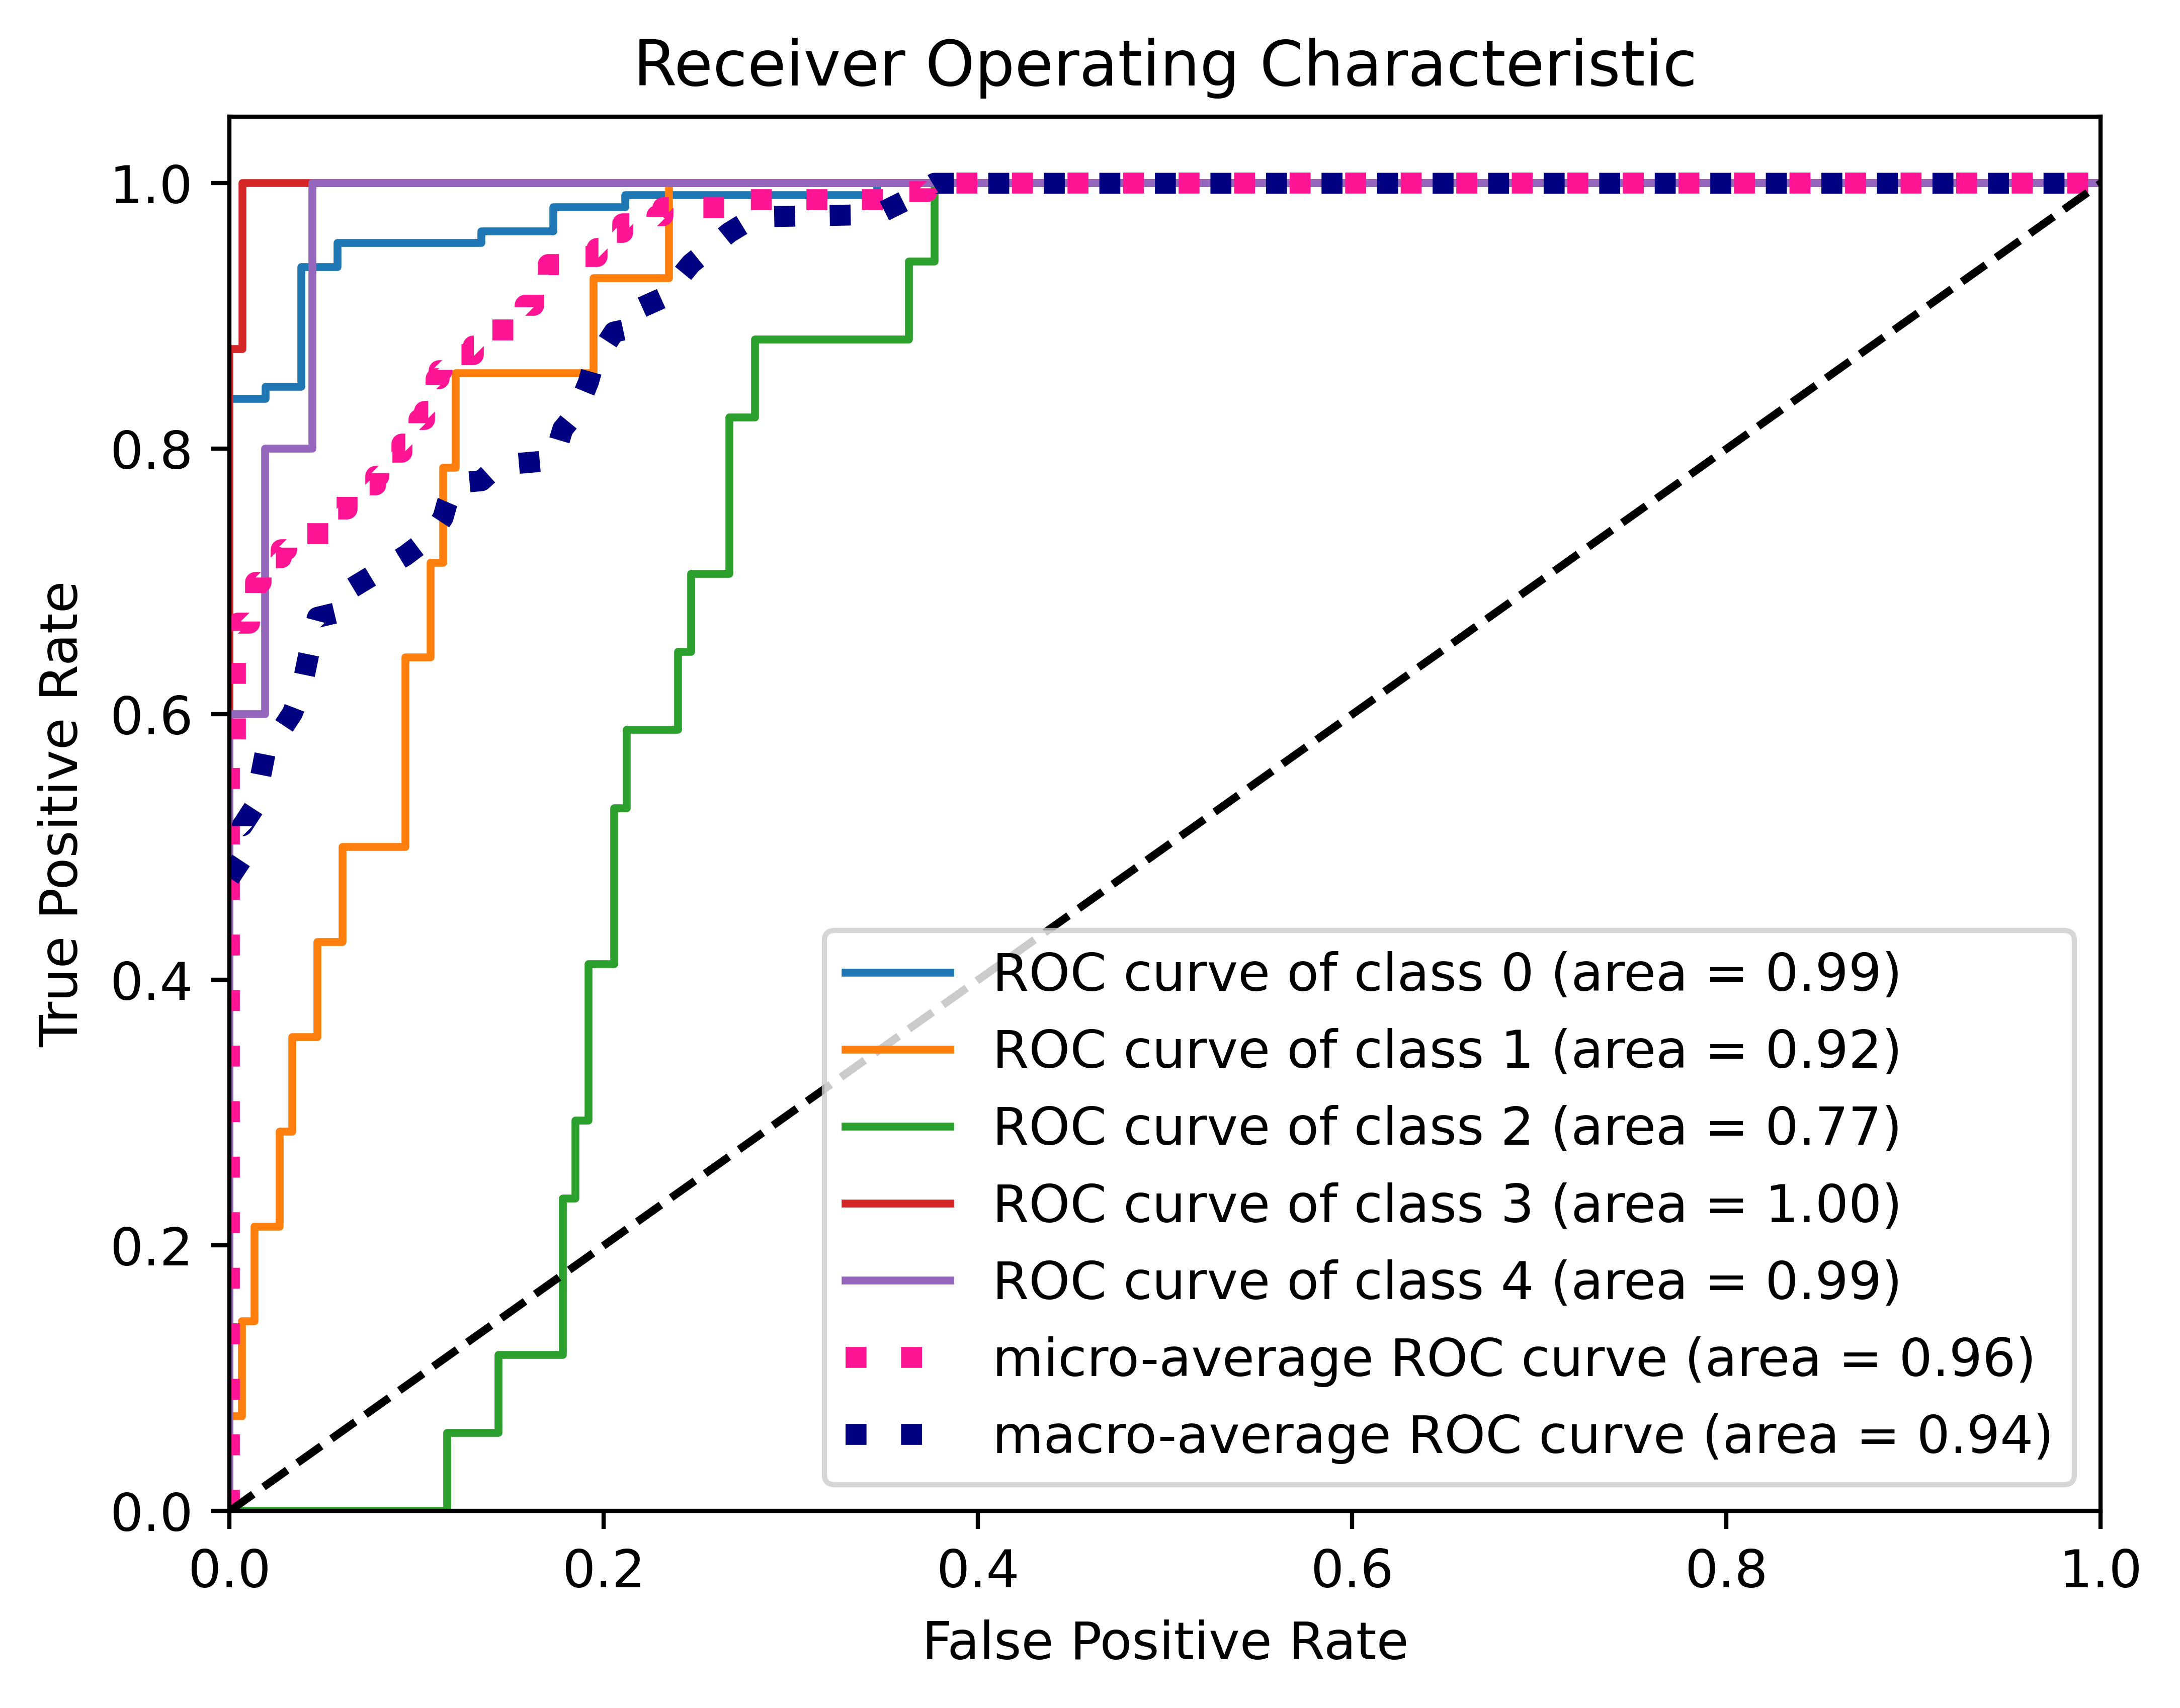 Receiver Operating Characteristic
1.0
0.8
0.6
0.4
0.2
0.0
True Positive Rate
ROC curve of class 0 (area = 0.99)
ROC curve of class 1 (area = 0.92)
ROC curve of class 2 (area = 0.77)
ROC curve of class 3 (area = 1.00)
ROC curve of class 4 (area = 0.99)
micro-average ROC curve (area = 0.96)
macro-average ROC curve (area = 0.94)
0.0 0.2 0.4 0.6 0.8 1.0
False Positive Rate